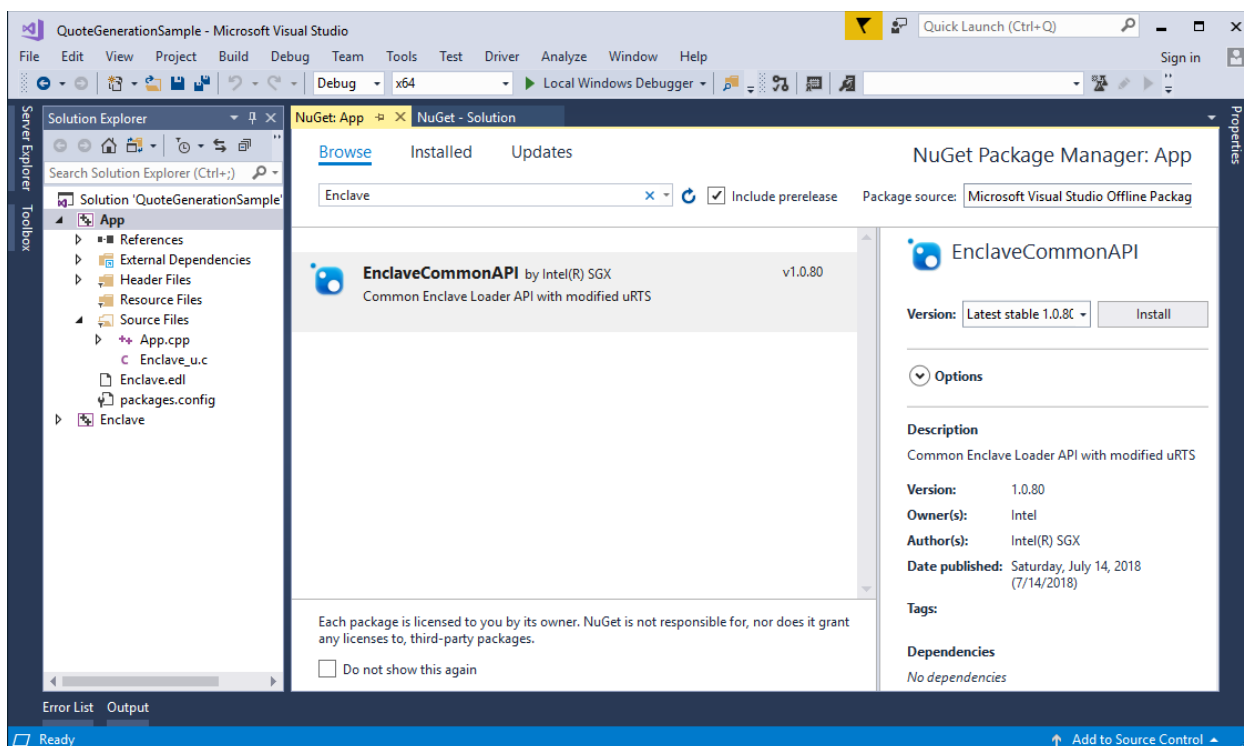 QuoteGenerationSample - Microsoft Visual Studio
Quick Launch (Ctrl+Q)
File Edit View Project Build Debug Team Tools Test Driver Analyze Window Help
Sign in
Debug x64 Local Windows Debugger
Server Explorer
Toolbox
Solution Explorer
Search Solution Explorer (Ctrl+;)
Solution 'QuoteGenerationSample'
App
References
External Dependencies
Header Files
Resource Files
Source Files
App.cpp
Enclave_u.c
Enclave.edl
packages.config
Enclave
NuGet: App NuGet - Solution
Browse Installed Updates
NuGet Package Manager: App
Enclave
Include prerelease
Package source: Microsoft Visual Studio Offline Packag
EnclaveCommonAPI by Intel(R) SGX v1.0.80
Common Enclave Loader API with modified uRTS
Each package is licensed to you by its owner. NuGet is not responsible for, nor does it grant
any licenses to, third-party packages.
Do not show this again
EnclaveCommonAPI
Version: Latest stable 1.0.80
Install
Options
Description
Common Enclave Loader API with modified uRTS
Version: 1.0.80
Owner(s): Intel
Author(s): Intel(R) SGX
Date published: Saturday, July 14, 2018
(7/14/2018)
Tags:
Dependencies
No dependencies
Properties
Error List Output
Ready
Add to Source Control